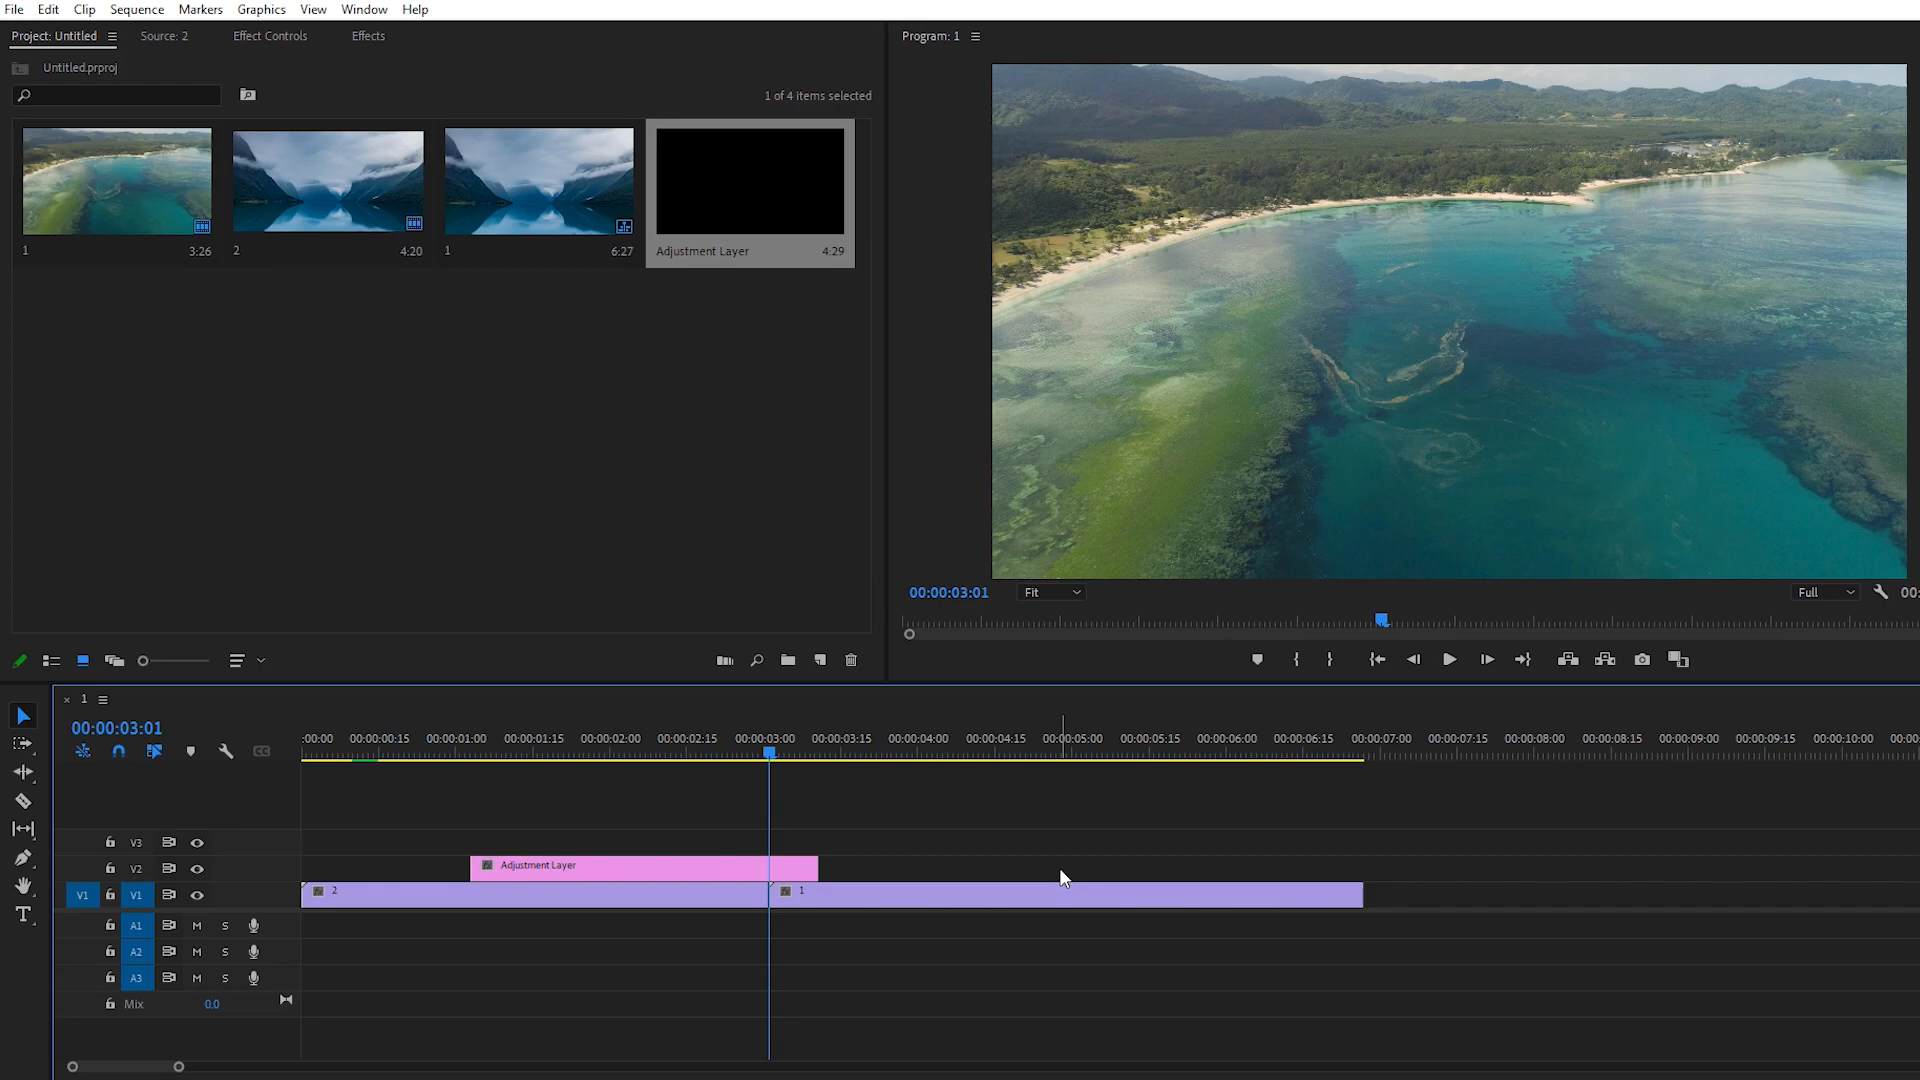 File Edit Clip Sequence Markers Graphics View Window Help
Project: Untitled Source: 2 Effect Controls Effects
Program: 1
Untitled.prproj
1 of 4 items selected
1 3:26 2 4:20 1 6:27 Adjustment Layer 4:29
00:00:03:01 Fit Full 00:
1
00:00:03:01
:00:00 00:00:00:15 00:00:01:00 00:00:01:15 00:00:02:00 00:00:02:15 00:00:03:00 00:00:03:15 00:00:04:00 00:00:04:15 00:00:05:00 00:00:05:15 00:00:06:00 00:00:06:15 00:00:07:00 00:00:07:15 00:00:08:00 00:00:08:15 00:00:09:00 00:00:09:15 00:00:10:00 00:00
CC
V3
V2 Adjustment Layer
V1 V1 2 1
A1 M S
A2 M S
A3 M S
Mix 0.0